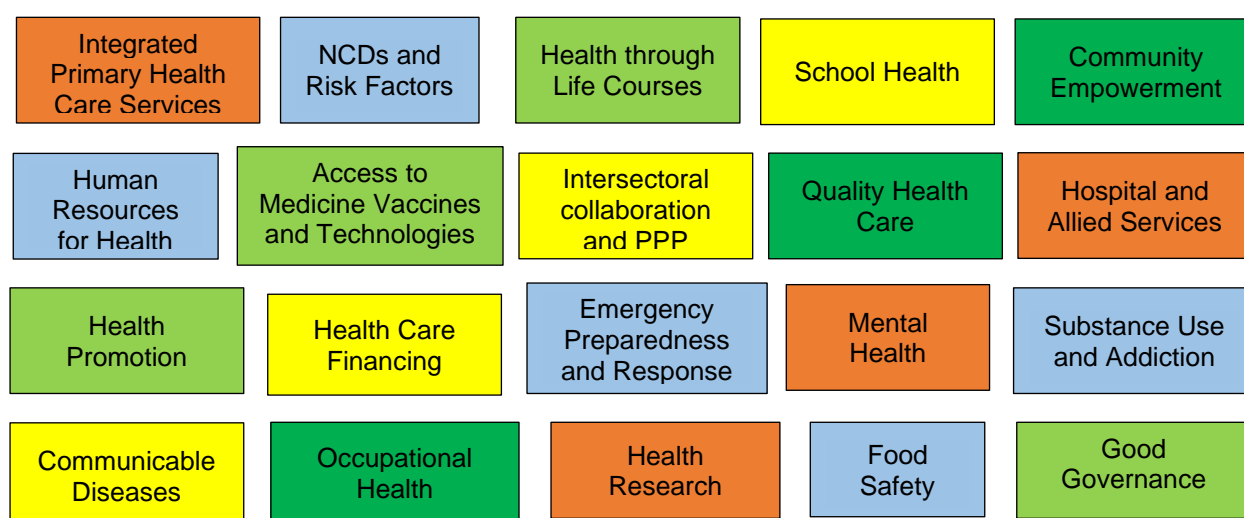 Integrated
Primary Health
Care Services
NCDs and
Risk Factors
Health through
Life Courses
School Health
Community
Empowerment
Human
Resources
for Health
Access to
Medicine Vaccines
and Technologies
Intersectoral
collaboration
and PPP
Quality Health
Care
Hospital and
Allied Services
Health
Promotion
Health Care
Financing
Emergency
Preparedness
and Response
Mental
Health
Substance Use
and Addiction
Communicable
Diseases
Occupational
Health
Health
Research
Food
Safety
Good
Governance